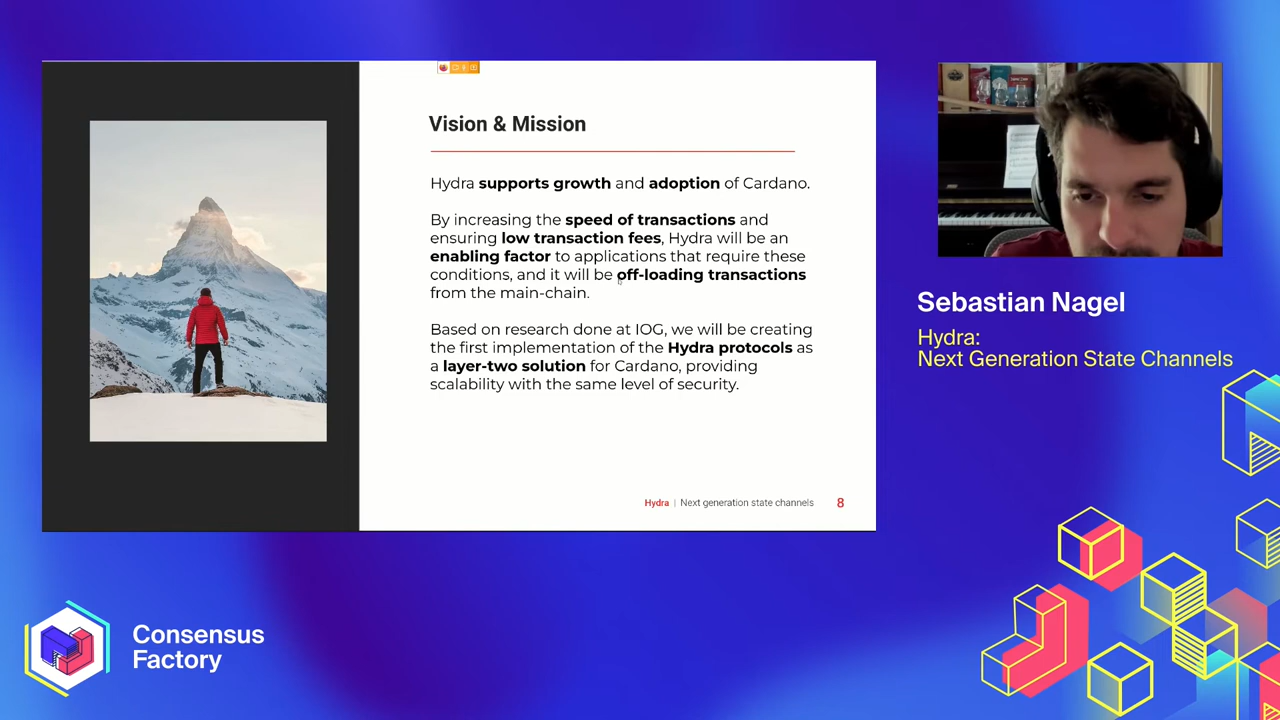 Vision & Mission
Hydra supports growth and adoption of Cardano.
By increasing the speed of transactions and
ensuring low transaction fees, Hydra will be an
enabling factor to applications that require these
conditions, and it will be off-loading transactions
from the main-chain.
Based on research done at IOG, we will be creating
the first implementation of the Hydra protocols as
a layer-two solution for Cardano, providing
scalability with the same level of security.
Hydra | Next generation state channels 8
Sebastian Nagel
Hydra:
Next Generation State Channels
Consensus
Factory